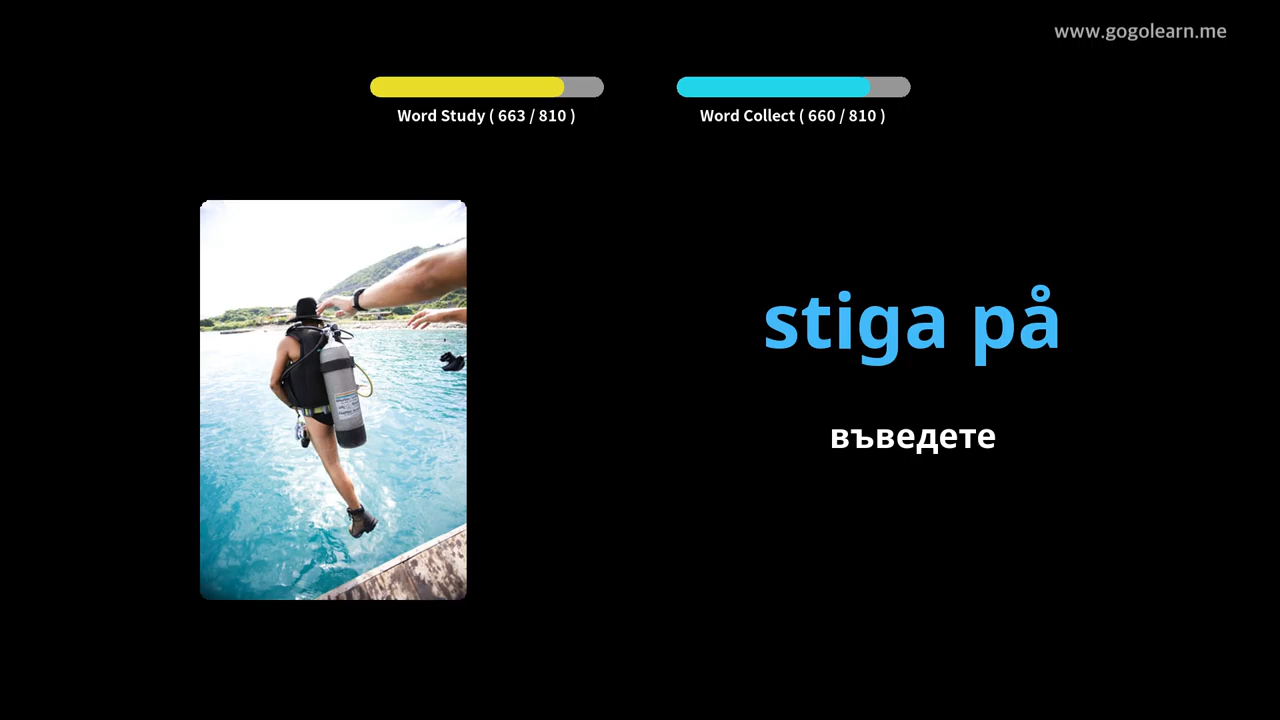 www.gogolearn.me
Word Study ( 663 / 810 )
Word Collect ( 660 / 810 )
stiga på
въведете